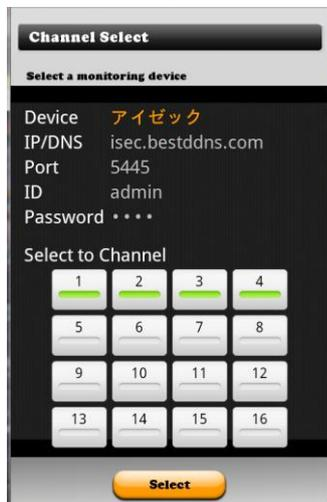 Channel Select
Select a monitoring device
Device アイゼック
IP/DNS isec.bestddns.com
Port 5445
ID admin
Password ••••
Select to Channel
1 2 3 4
5 6 7 8
9 10 11 12
13 14 15 16
Select